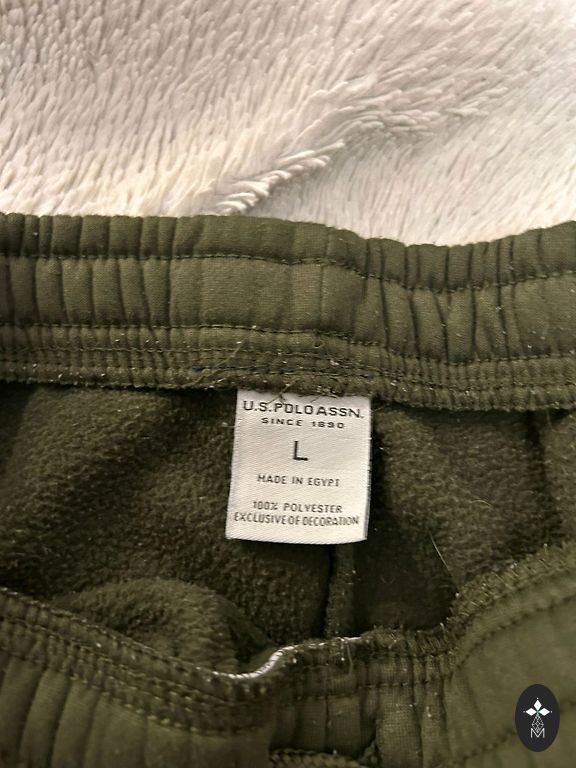 U.S. POLO ASSN.
SINCE 1890
L
MADE IN EGYPT
100% POLYESTER
EXCLUSIVE OF DECORATION
M